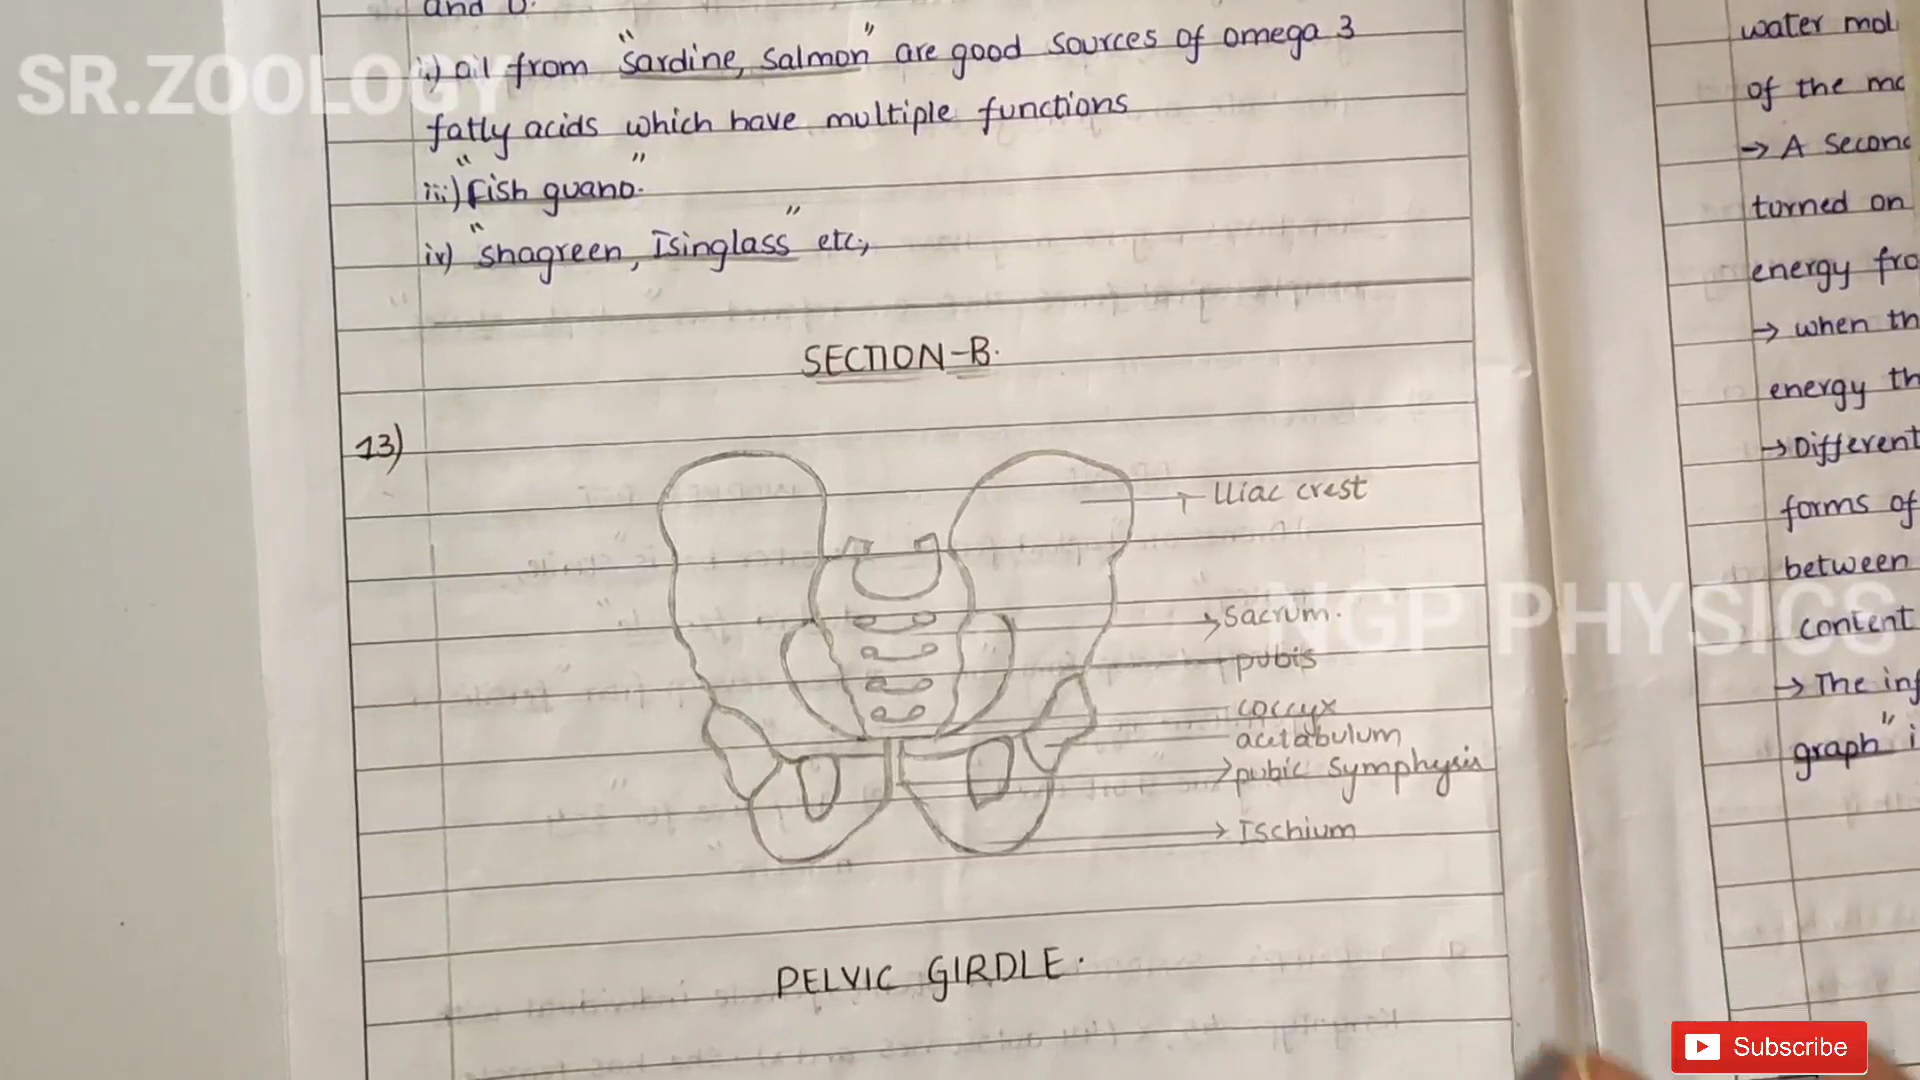 and D.
ii) oil from "sardine, salmon" are good sources of omega 3
fatty acids which have multiple functions
iii) "Fish guano."
iv) "shagreen, Isinglass" etc,
SECTION-B.
13)
Iliac crest
Sacrum.
pubis
coccyx
acetabulum
pubic symphysis
Ischium
PELVIC GIRDLE.
water mol
of the mo
→ A Second
turned on
energy fro
→ when th
energy th
→ Different
forms of
between
content
→ The inf
graph" i
SR.ZOOLOGY
NGP PHYSICS
Subscribe